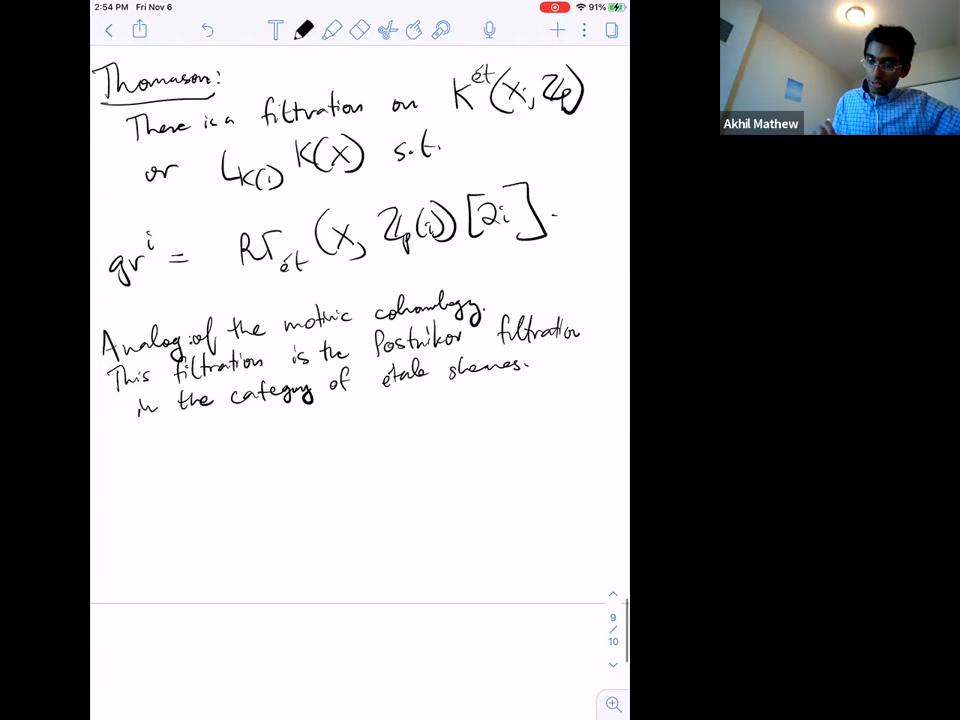 2:54 PM Fri Nov 6
91%
Thomason:
There is a filtration on K^ét(X; ℤ_p)
or L_K(1) K(X) s.t.
gr^i = RΓ_ét (X, ℤ_p(i)) [2i].
Analog of the motivic cohomology.
This filtration is the Postnikov filtration
in the category of étale sheaves.
9
/
10
Akhil Mathew